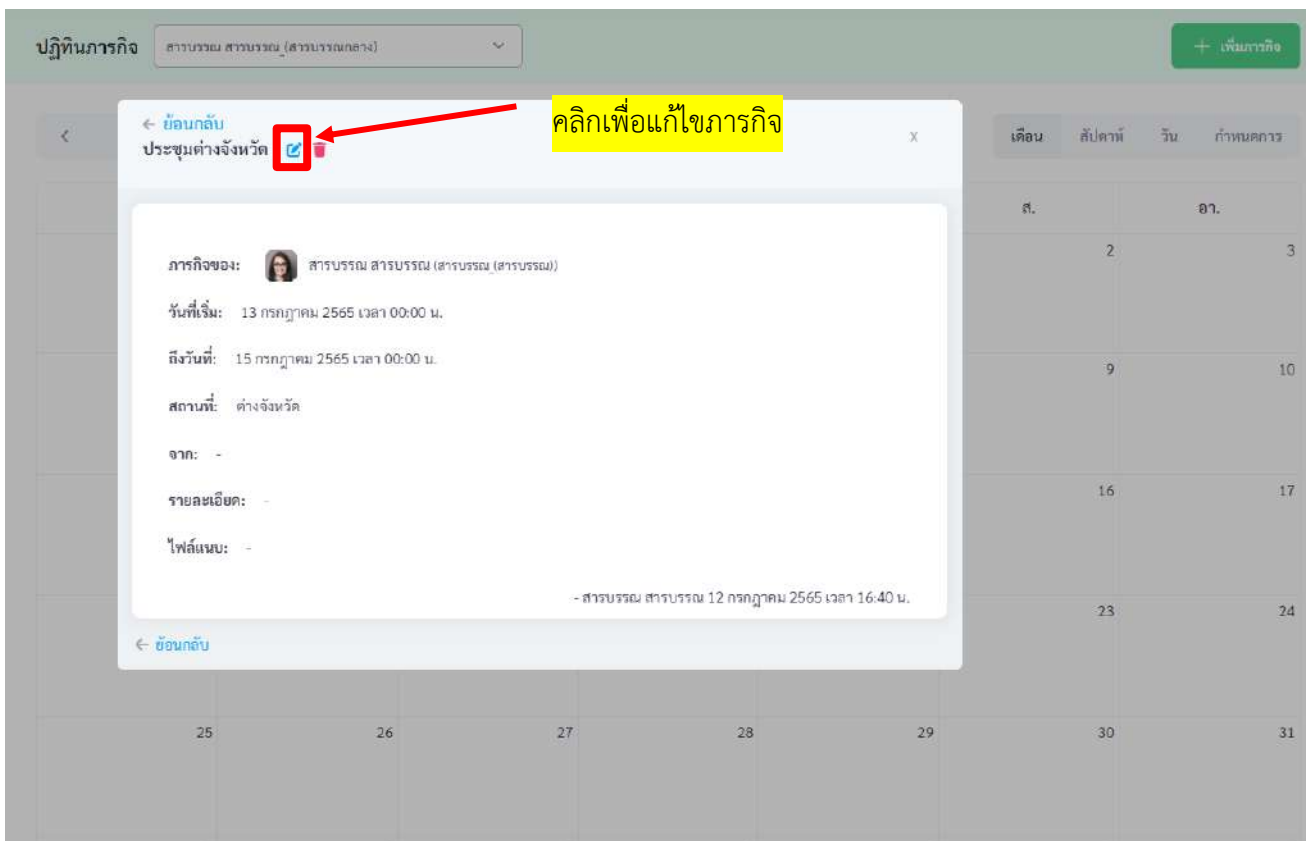 ปฏิทินภารกิจ สารบรรณ สารบรรณ_(สารบรรณกลาง)
+ เพิ่มภารกิจ
← ย้อนกลับ
ประชุมต่างจังหวัด
คลิกเพื่อแก้ไขภารกิจ
x
เดือน สัปดาห์ วัน กำหนดการ
ส. อา.
ภารกิจของ: สารบรรณ สารบรรณ (สารบรรณ_(สารบรรณ))
วันที่เริ่ม: 13 กรกฎาคม 2565 เวลา 00:00 น.
ถึงวันที่: 15 กรกฎาคม 2565 เวลา 00:00 น.
สถานที่: ต่างจังหวัด
จาก: -
รายละเอียด: -
ไฟล์แนบ: -
- สารบรรณ สารบรรณ 12 กรกฎาคม 2565 เวลา 16:40 น.
← ย้อนกลับ
2 3
9 10
16 17
23 24
25 26 27 28 29 30 31